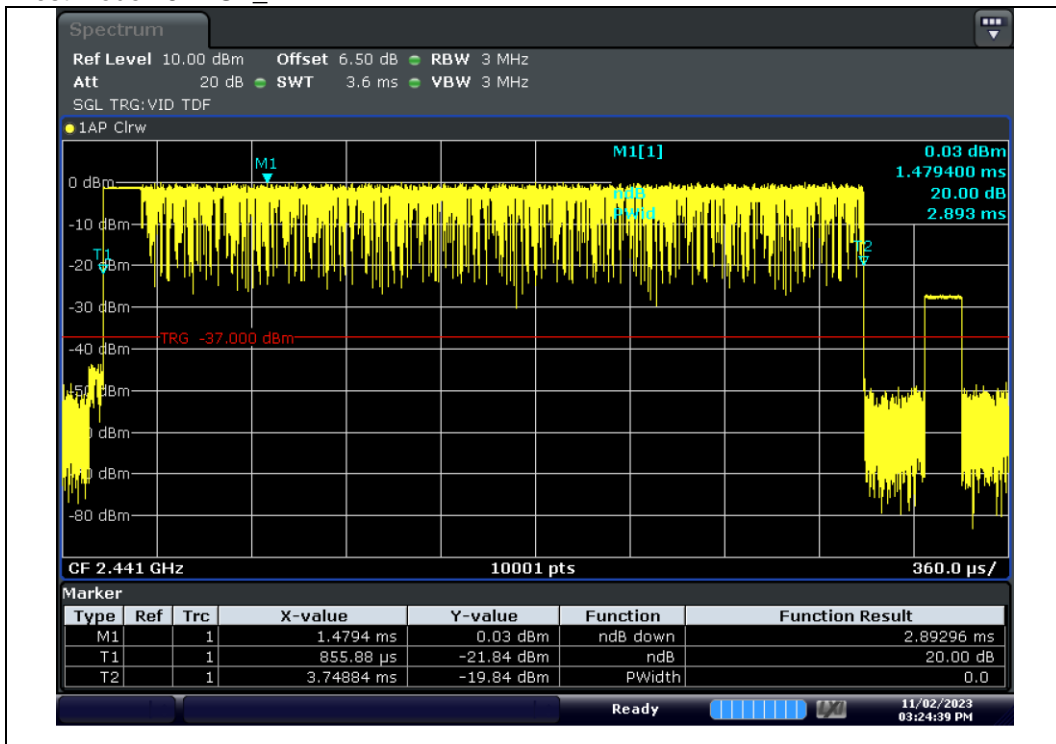 Spectrum
Ref Level 10.00 dBm Offset 6.50 dB RBW 3 MHz
Att 20 dB SWT 3.6 ms VBW 3 MHz
SGL TRG:VID TDF
1AP Clrw
M1[1] 0.03 dBm
1.479400 ms
ndB 20.00 dB
PWid 2.893 ms
M1
0 dBm
-10 dBm
T1
T2
-20 dBm
-30 dBm
TRG -37.000 dBm
-40 dBm
-50 dBm
dBm
dBm
-80 dBm
CF 2.441 GHz 10001 pts 360.0 µs/
Marker
Type Ref Trc X-value Y-value Function Function Result
M1 1 1.4794 ms 0.03 dBm ndB down 2.89296 ms
T1 1 855.88 µs -21.84 dBm ndB 20.00 dB
T2 1 3.74884 ms -19.84 dBm PWidth 0.0
Ready 11/02/2023
03:24:39 PM